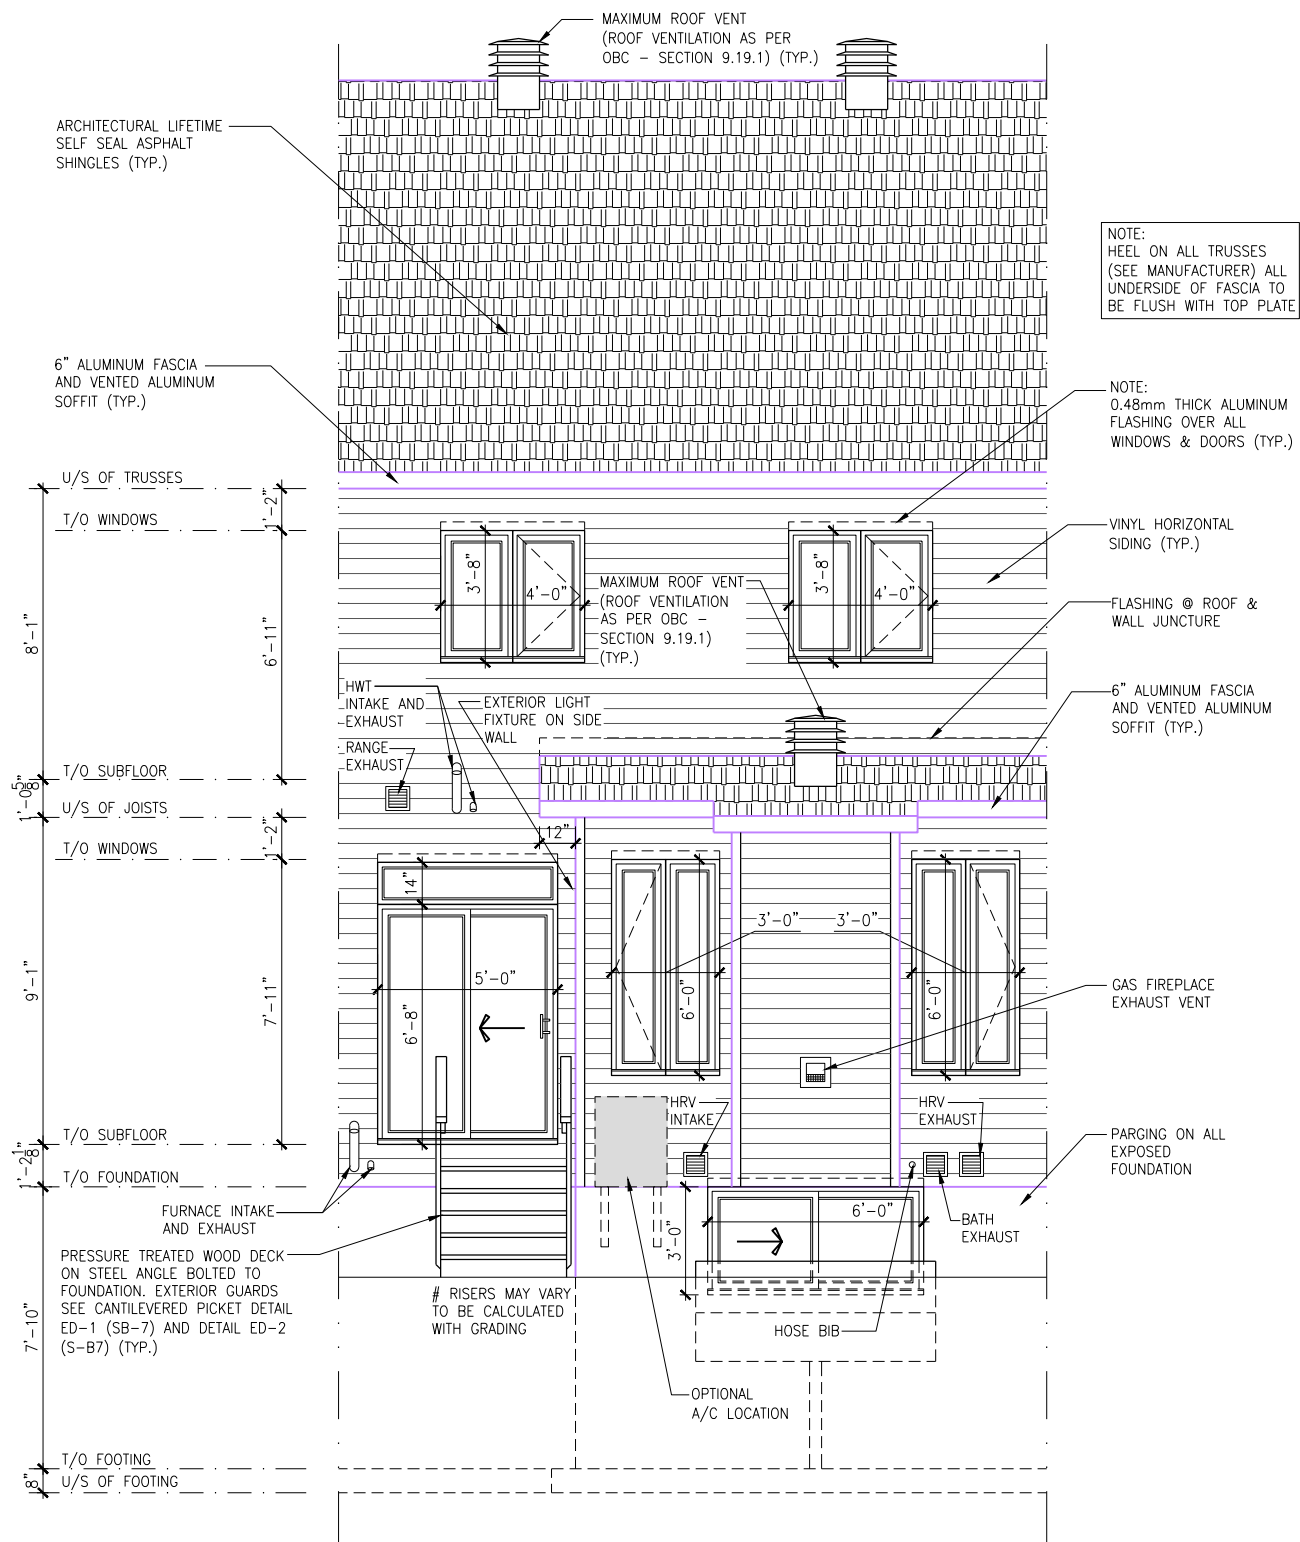 MAXIMUM ROOF VENT
(ROOF VENTILATION AS PER
OBC - SECTION 9.19.1) (TYP.)
ARCHITECTURAL LIFETIME
SELF SEAL ASPHALT
SHINGLES (TYP.)
NOTE:
HEEL ON ALL TRUSSES
(SEE MANUFACTURER) ALL
UNDERSIDE OF FASCIA TO
BE FLUSH WITH TOP PLATE
6" ALUMINUM FASCIA
AND VENTED ALUMINUM
SOFFIT (TYP.)
NOTE:
0.48mm THICK ALUMINUM
FLASHING OVER ALL
WINDOWS & DOORS (TYP.)
U/S OF TRUSSES
1'-2"
T/O WINDOWS
VINYL HORIZONTAL
SIDING (TYP.)
3'-8"
4'-0"
3'-8"
4'-0"
MAXIMUM ROOF VENT
(ROOF VENTILATION
AS PER OBC -
SECTION 9.19.1)
(TYP.)
FLASHING @ ROOF &
WALL JUNCTURE
8'-1"
6'-11"
HWT
INTAKE AND
EXHAUST
EXTERIOR LIGHT
FIXTURE ON SIDE
WALL
6" ALUMINUM FASCIA
AND VENTED ALUMINUM
SOFFIT (TYP.)
RANGE
EXHAUST
T/O SUBFLOOR
1'-0 5/8"
U/S OF JOISTS
1'-2"
T/O WINDOWS
12"
14"
3'-0"
3'-0"
9'-1"
7'-11"
5'-0"
6'-8"
6'-0"
6'-0"
GAS FIREPLACE
EXHAUST VENT
HRV
INTAKE
HRV
EXHAUST
T/O SUBFLOOR
1'-2 1/8"
T/O FOUNDATION
PARGING ON ALL
EXPOSED
FOUNDATION
FURNACE INTAKE
AND EXHAUST
6'-0"
3'-0"
BATH
EXHAUST
PRESSURE TREATED WOOD DECK
ON STEEL ANGLE BOLTED TO
FOUNDATION. EXTERIOR GUARDS
SEE CANTILEVERED PICKET DETAIL
ED-1 (SB-7) AND DETAIL ED-2
(S-B7) (TYP.)
# RISERS MAY VARY
TO BE CALCULATED
WITH GRADING
HOSE BIB
7'-10"
OPTIONAL
A/C LOCATION
T/O FOOTING
8"
U/S OF FOOTING